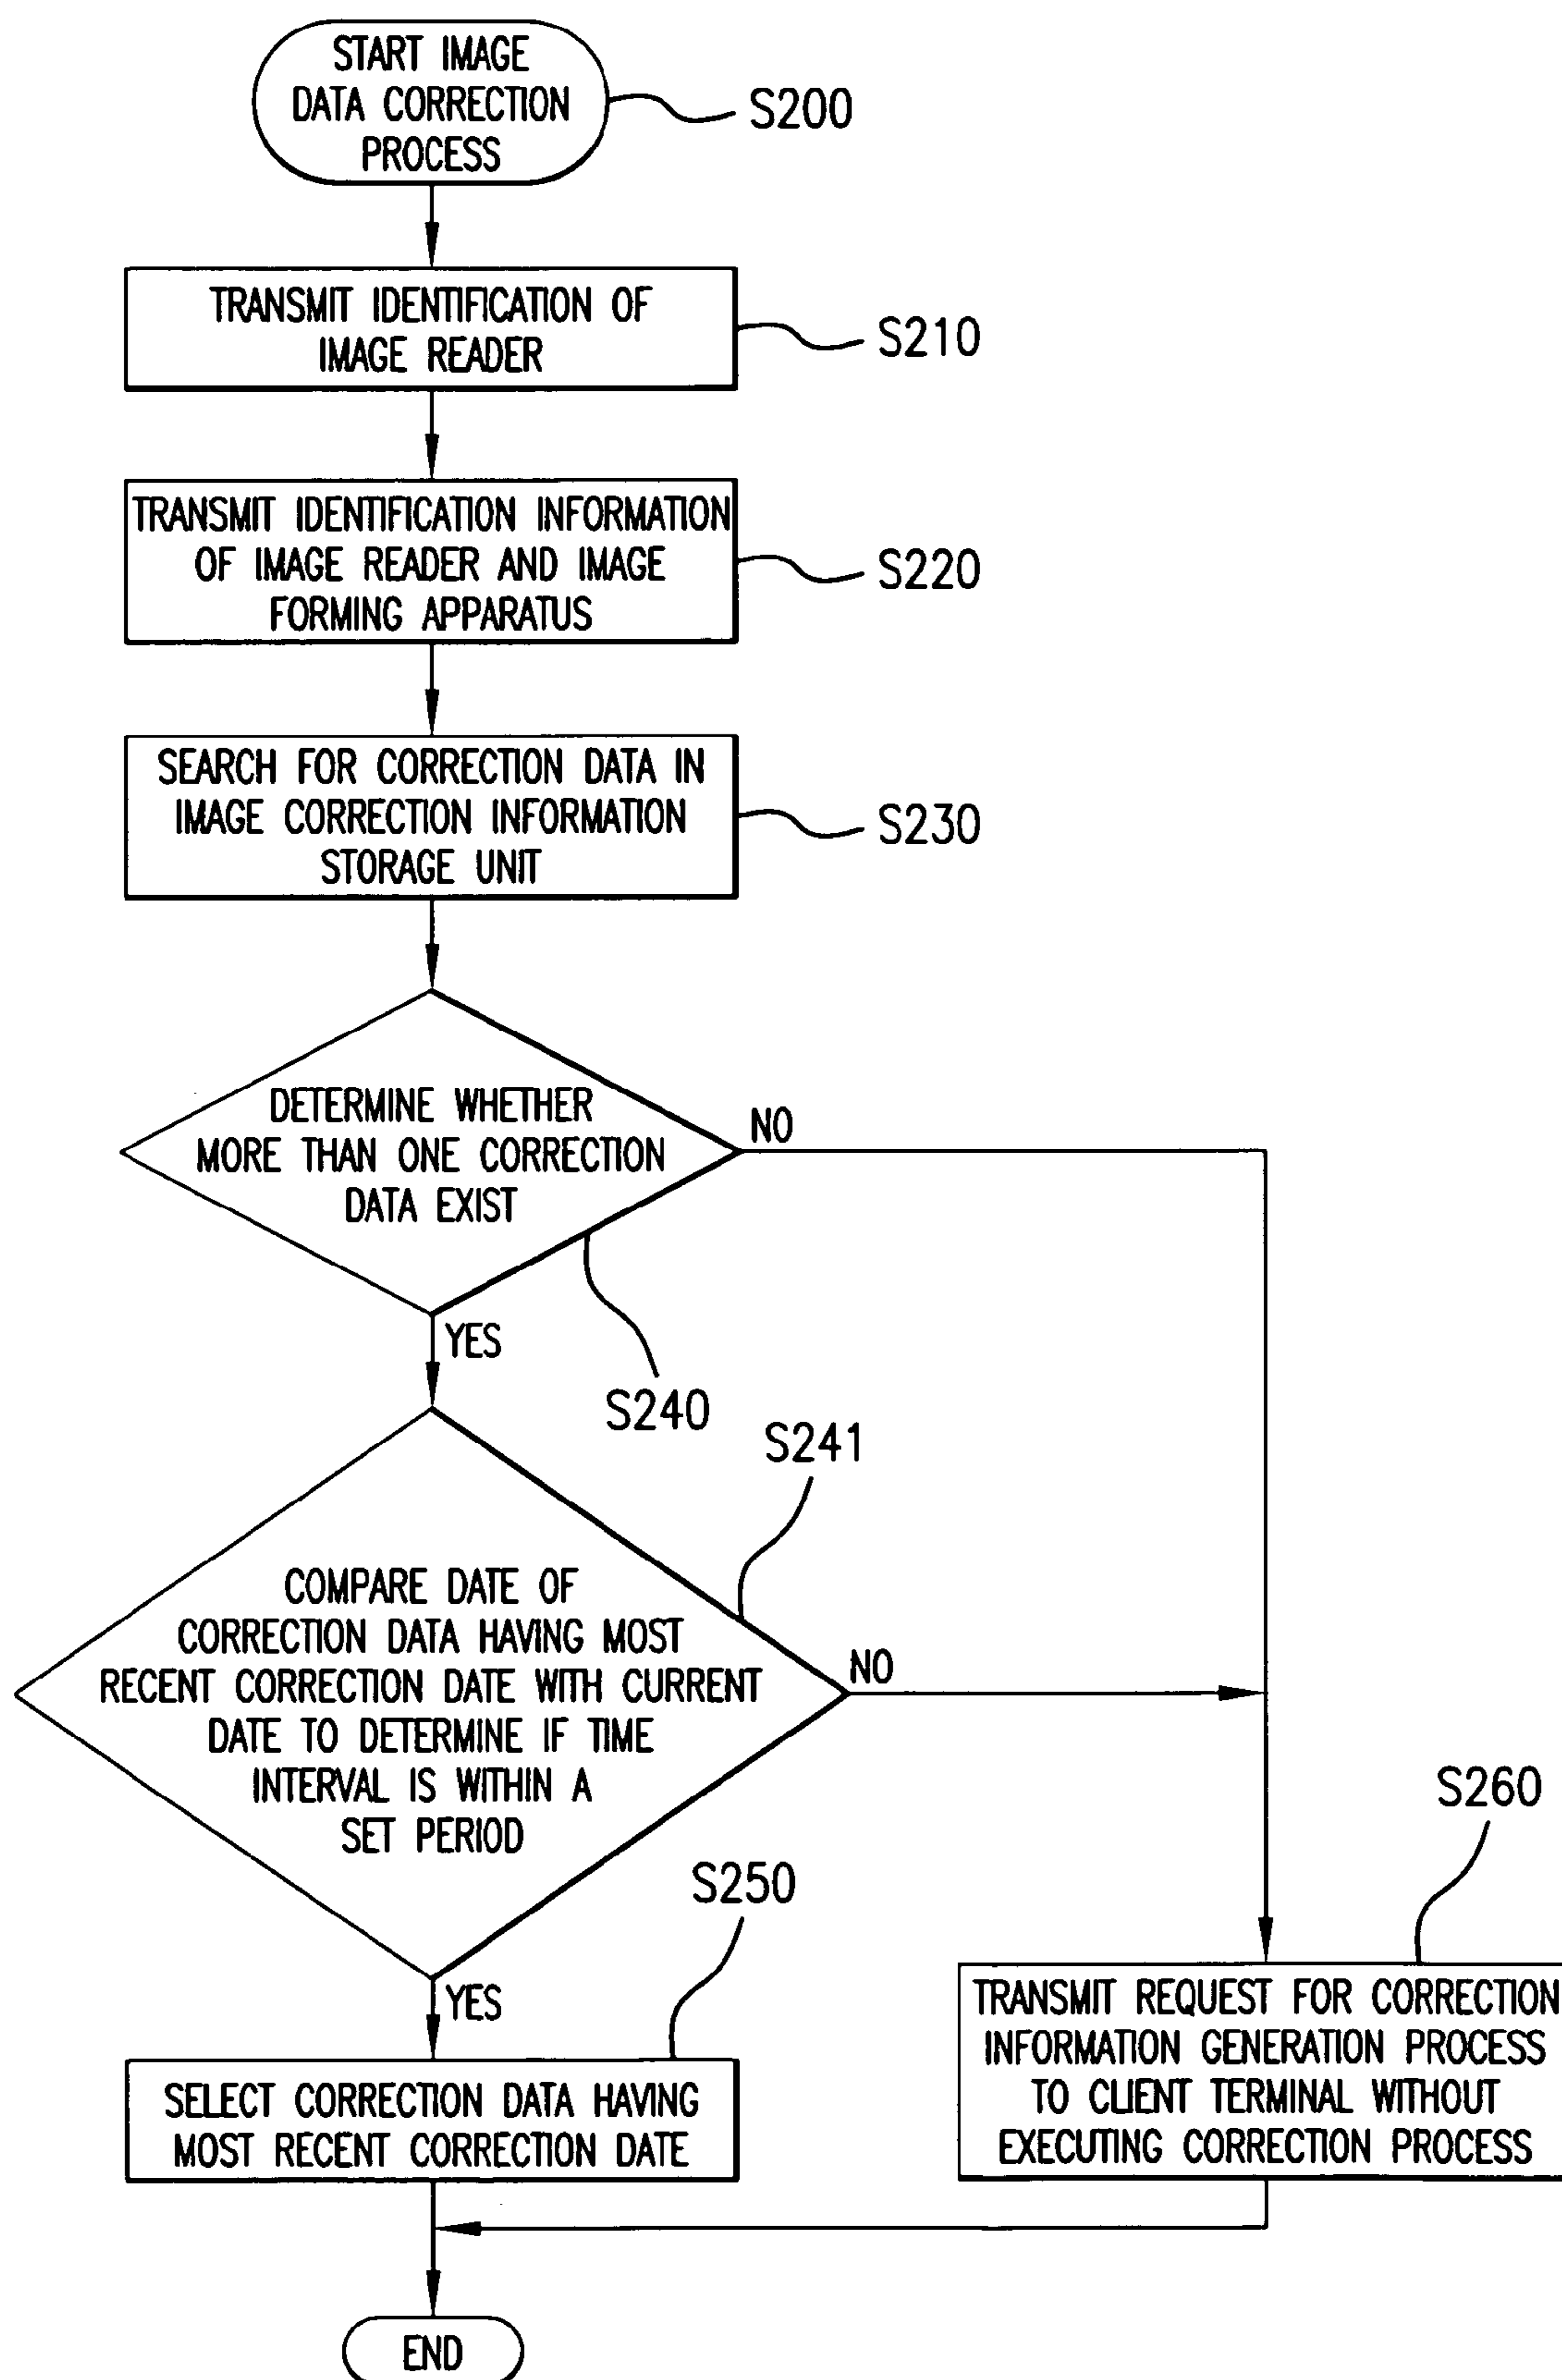 START IMAGE
DATA CORRECTION
PROCESS
S200
TRANSMIT IDENTIFICATION OF
IMAGE READER
S210
TRANSMIT IDENTIFICATION INFORMATION
OF IMAGE READER AND IMAGE
FORMING APPARATUS
S220
SEARCH FOR CORRECTION DATA IN
IMAGE CORRECTION INFORMATION
STORAGE UNIT
S230
DETERMINE WHETHER
MORE THAN ONE CORRECTION
DATA EXIST
NO
YES
S240
S241
COMPARE DATE OF
CORRECTION DATA HAVING MOST
RECENT CORRECTION DATE WITH CURRENT
DATE TO DETERMINE IF TIME
INTERVAL IS WITHIN A
SET PERIOD
NO
YES
S250
SELECT CORRECTION DATA HAVING
MOST RECENT CORRECTION DATE
S260
TRANSMIT REQUEST FOR CORRECTION
INFORMATION GENERATION PROCESS
TO CLIENT TERMINAL WITHOUT
EXECUTING CORRECTION PROCESS
END